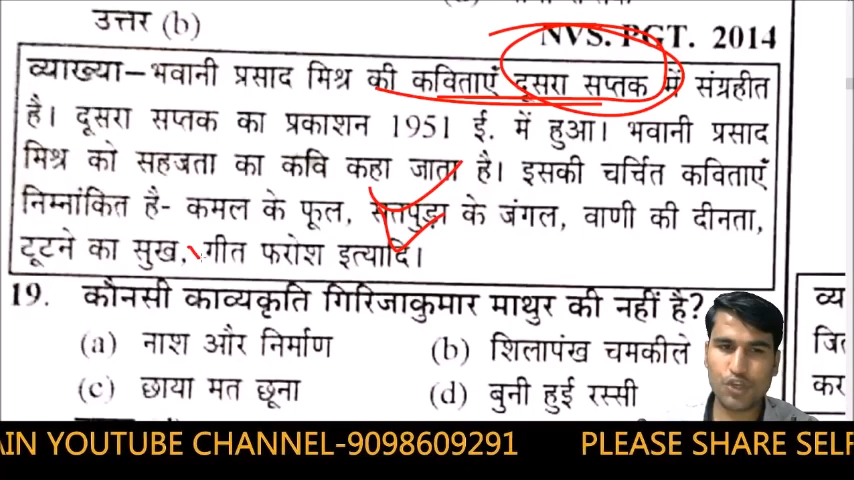 उत्तर (b)
NVS. PGT. 2014
व्याख्या – भवानी प्रसाद मिश्र की कविताएँ दूसरा सप्तक में संग्रहीत
है। दूसरा सप्तक का प्रकाशन 1951 ई. में हुआ। भवानी प्रसाद
मिश्र को सहजता का कवि कहा जाता है। इसकी चर्चित कविताएँ
निम्नांकित है- कमल के फूल, सतपुड़ा के जंगल, वाणी की दीनता,
टूटने का सुख, गीत फरोश इत्यादि।
19. कौनसी काव्यकृति गिरिजाकुमार माथुर की नहीं है?
(a) नाश और निर्माण (b) शिलापंख चमकीले
(c) छाया मत छूना (d) बुनी हुई रस्सी
व्य
जि
कर
AIN YOUTUBE CHANNEL-9098609291 PLEASE SHARE SELF